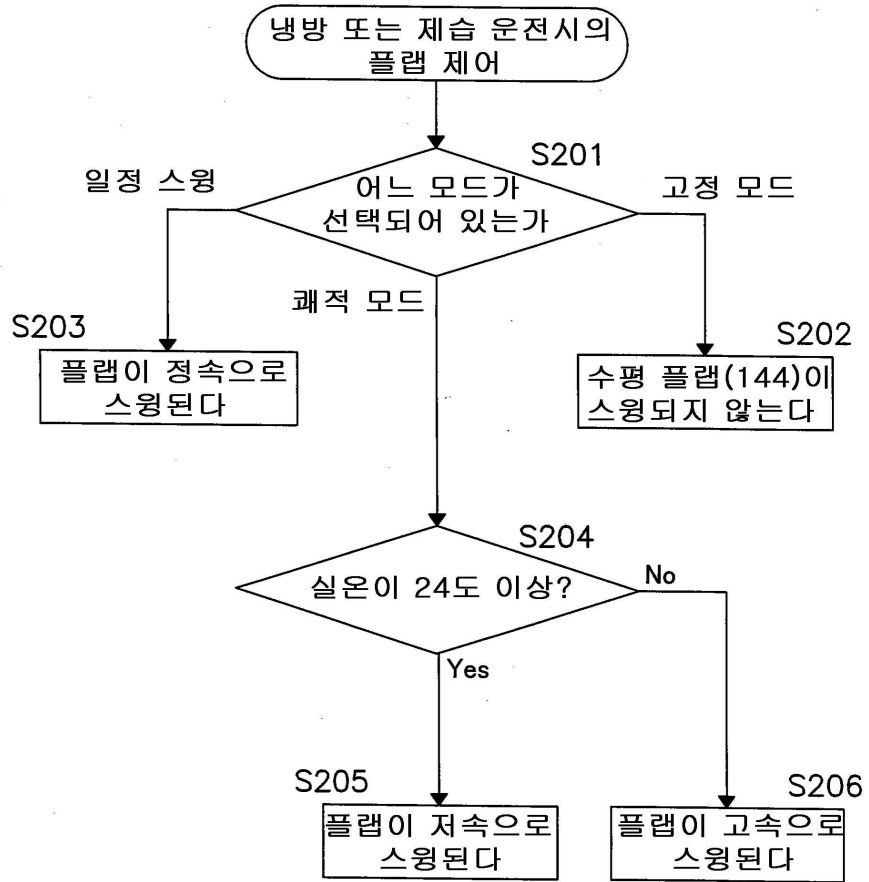 냉방 또는 제습 운전시의
플랩 제어
S201
일정 스윙
어느 모드가
선택되어 있는가
고정 모드
쾌적 모드
S203
플랩이 정속으로
스윙된다
S202
수평 플랩(144)이
스윙되지 않는다
S204
실온이 24도 이상?
No
Yes
S205
플랩이 저속으로
스윙된다
S206
플랩이 고속으로
스윙된다